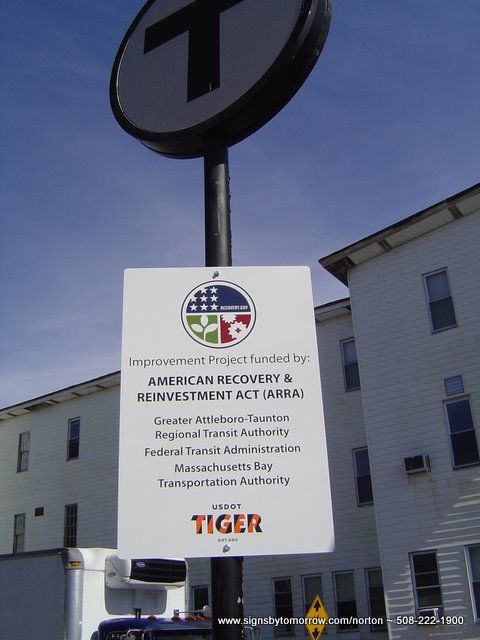 T
RECOVERY.GOV
Improvement Project funded by:
AMERICAN RECOVERY &
REINVESTMENT ACT (ARRA)
Greater Attleboro-Taunton
Regional Transit Authority
Federal Transit Administration
Massachusetts Bay
Transportation Authority
USDOT
TIGER
DOT.GOV
www.signsbytomorrow.com/norton ~ 508-222-1900